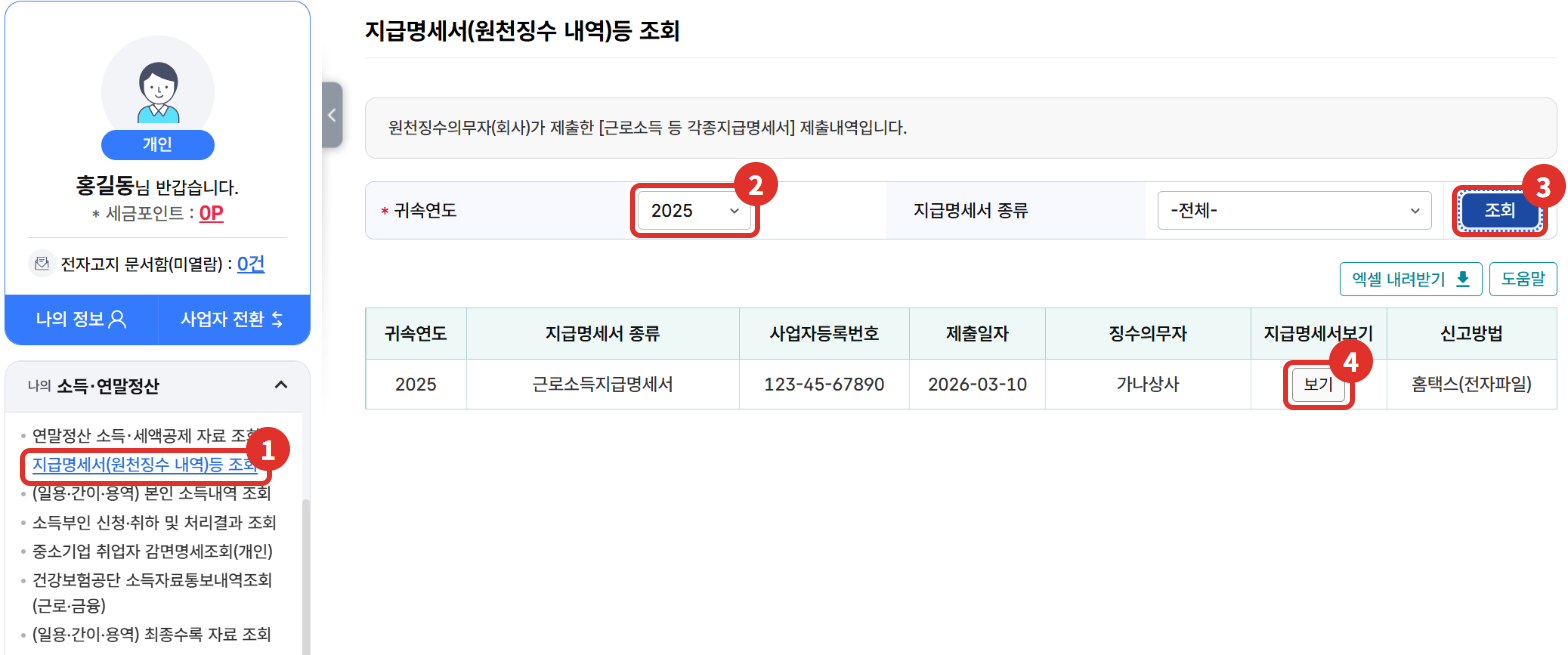 개인
홍길동님 반갑습니다.
* 세금포인트 : 0P
전자고지 문서함(미열람) : 0건
나의 정보 사업자 전환
나의 소득·연말정산
연말정산 소득·세액공제 자료 조회
1
지급명세서(원천징수 내역)등 조회
(일용·간이·용역) 본인 소득내역 조회
소득부인 신청·취하 및 처리결과 조회
중소기업 취업자 감면명세조회(개인)
건강보험공단 소득자료통보내역조회
(근로·금융)
(일용·간이·용역) 최종수록 자료 조회
지급명세서(원천징수 내역)등 조회
원천징수의무자(회사)가 제출한 [근로소득 등 각종지급명세서] 제출내역입니다.
2 3
* 귀속연도 2025 지급명세서 종류 -전체- 조회
엑셀 내려받기 도움말
귀속연도 지급명세서 종류 사업자등록번호 제출일자 징수의무자 지급명세서보기 신고방법
4
2025 근로소득지급명세서 123-45-67890 2026-03-10 가나상사 보기 홈택스(전자파일)